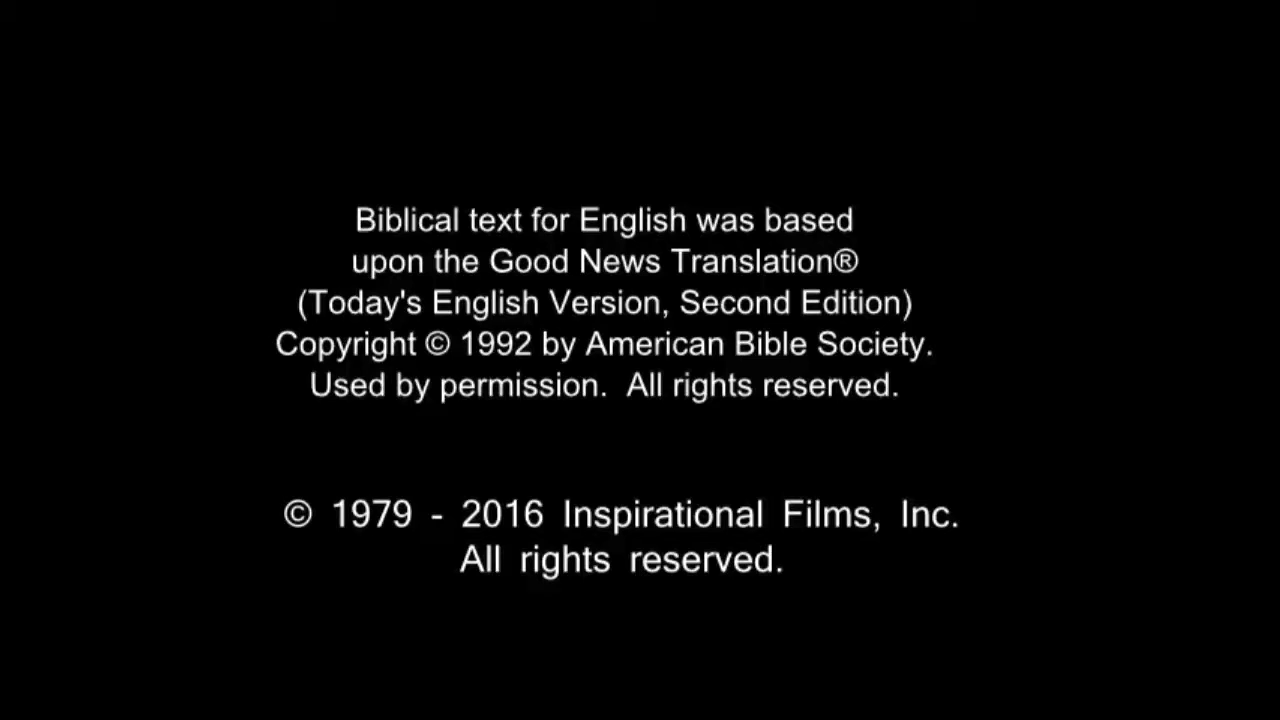 Biblical text for English was based
upon the Good News Translation®
(Today's English Version, Second Edition)
Copyright © 1992 by American Bible Society.
Used by permission.  All rights reserved.
© 1979 - 2016 Inspirational Films, Inc.
All rights reserved.